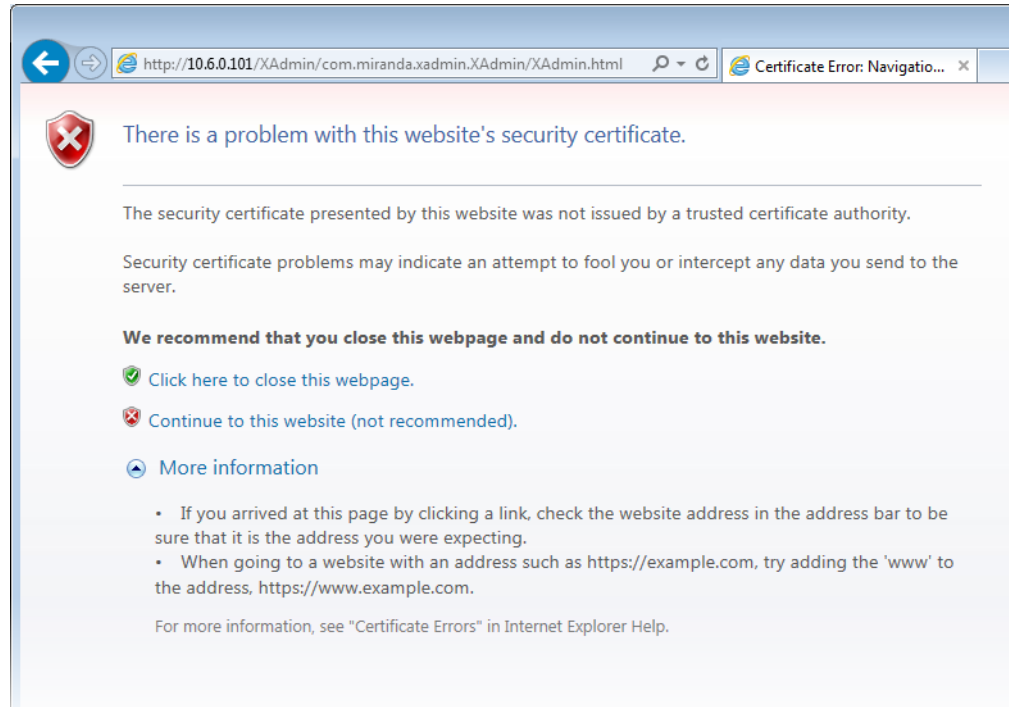 http://10.6.0.101/XAdmin/com.miranda.xadmin.XAdmin/XAdmin.html
Certificate Error: Navigatio...
There is a problem with this website's security certificate.
The security certificate presented by this website was not issued by a trusted certificate authority.
Security certificate problems may indicate an attempt to fool you or intercept any data you send to the
server.
We recommend that you close this webpage and do not continue to this website.
Click here to close this webpage.
Continue to this website (not recommended).
More information
• If you arrived at this page by clicking a link, check the website address in the address bar to be
sure that it is the address you were expecting.
• When going to a website with an address such as https://example.com, try adding the 'www' to
the address, https://www.example.com.
For more information, see "Certificate Errors" in Internet Explorer Help.